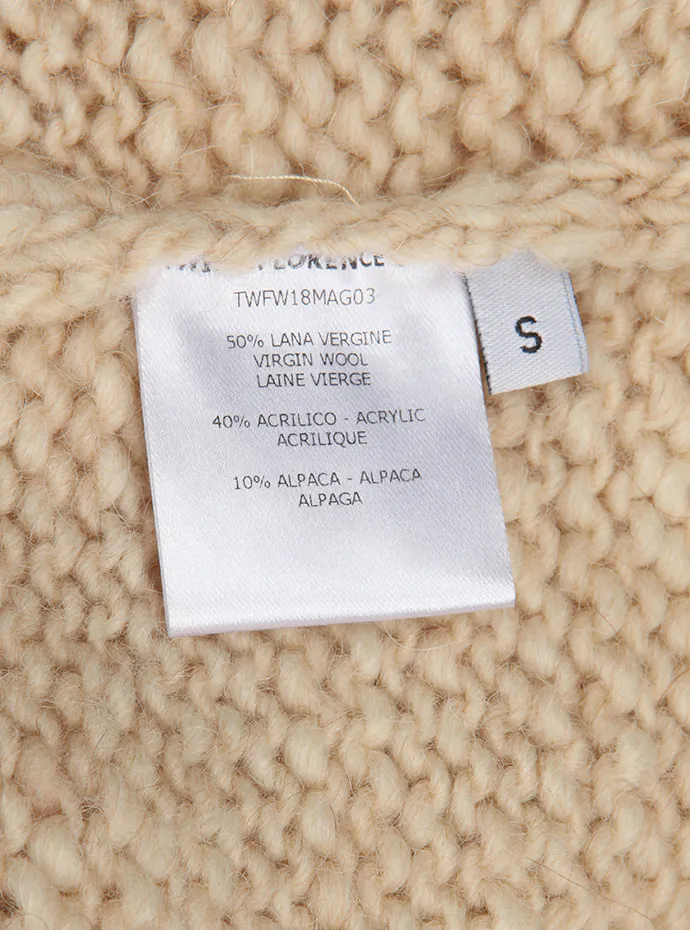 FLORENCE
TWFW18MAG03
50% LANA VERGINE
VIRGIN WOOL
LAINE VIERGE
40% ACRILICO - ACRYLIC
ACRILIQUE
10% ALPACA - ALPACA
ALPAGA
S